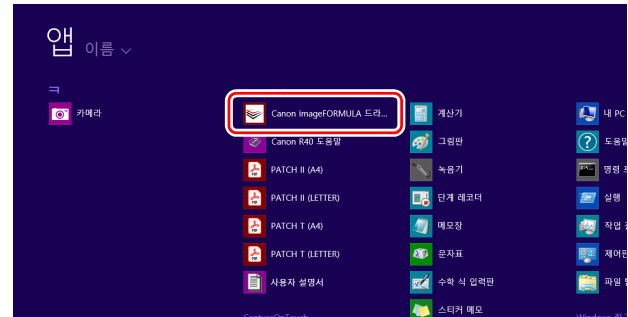 앱 이름
ㅋ
카메라
Canon imageFORMULA 드라...
Canon R40 도움말
PATCH II (A4)
PATCH II (LETTER)
PATCH T (A4)
PATCH T (LETTER)
사용자 설명서
계산기
그림판
녹음기
단계 레코더
메모장
문자표
수학 식 입력판
스티커 메모
내 PC
도움말
명령
실행
작업
파일